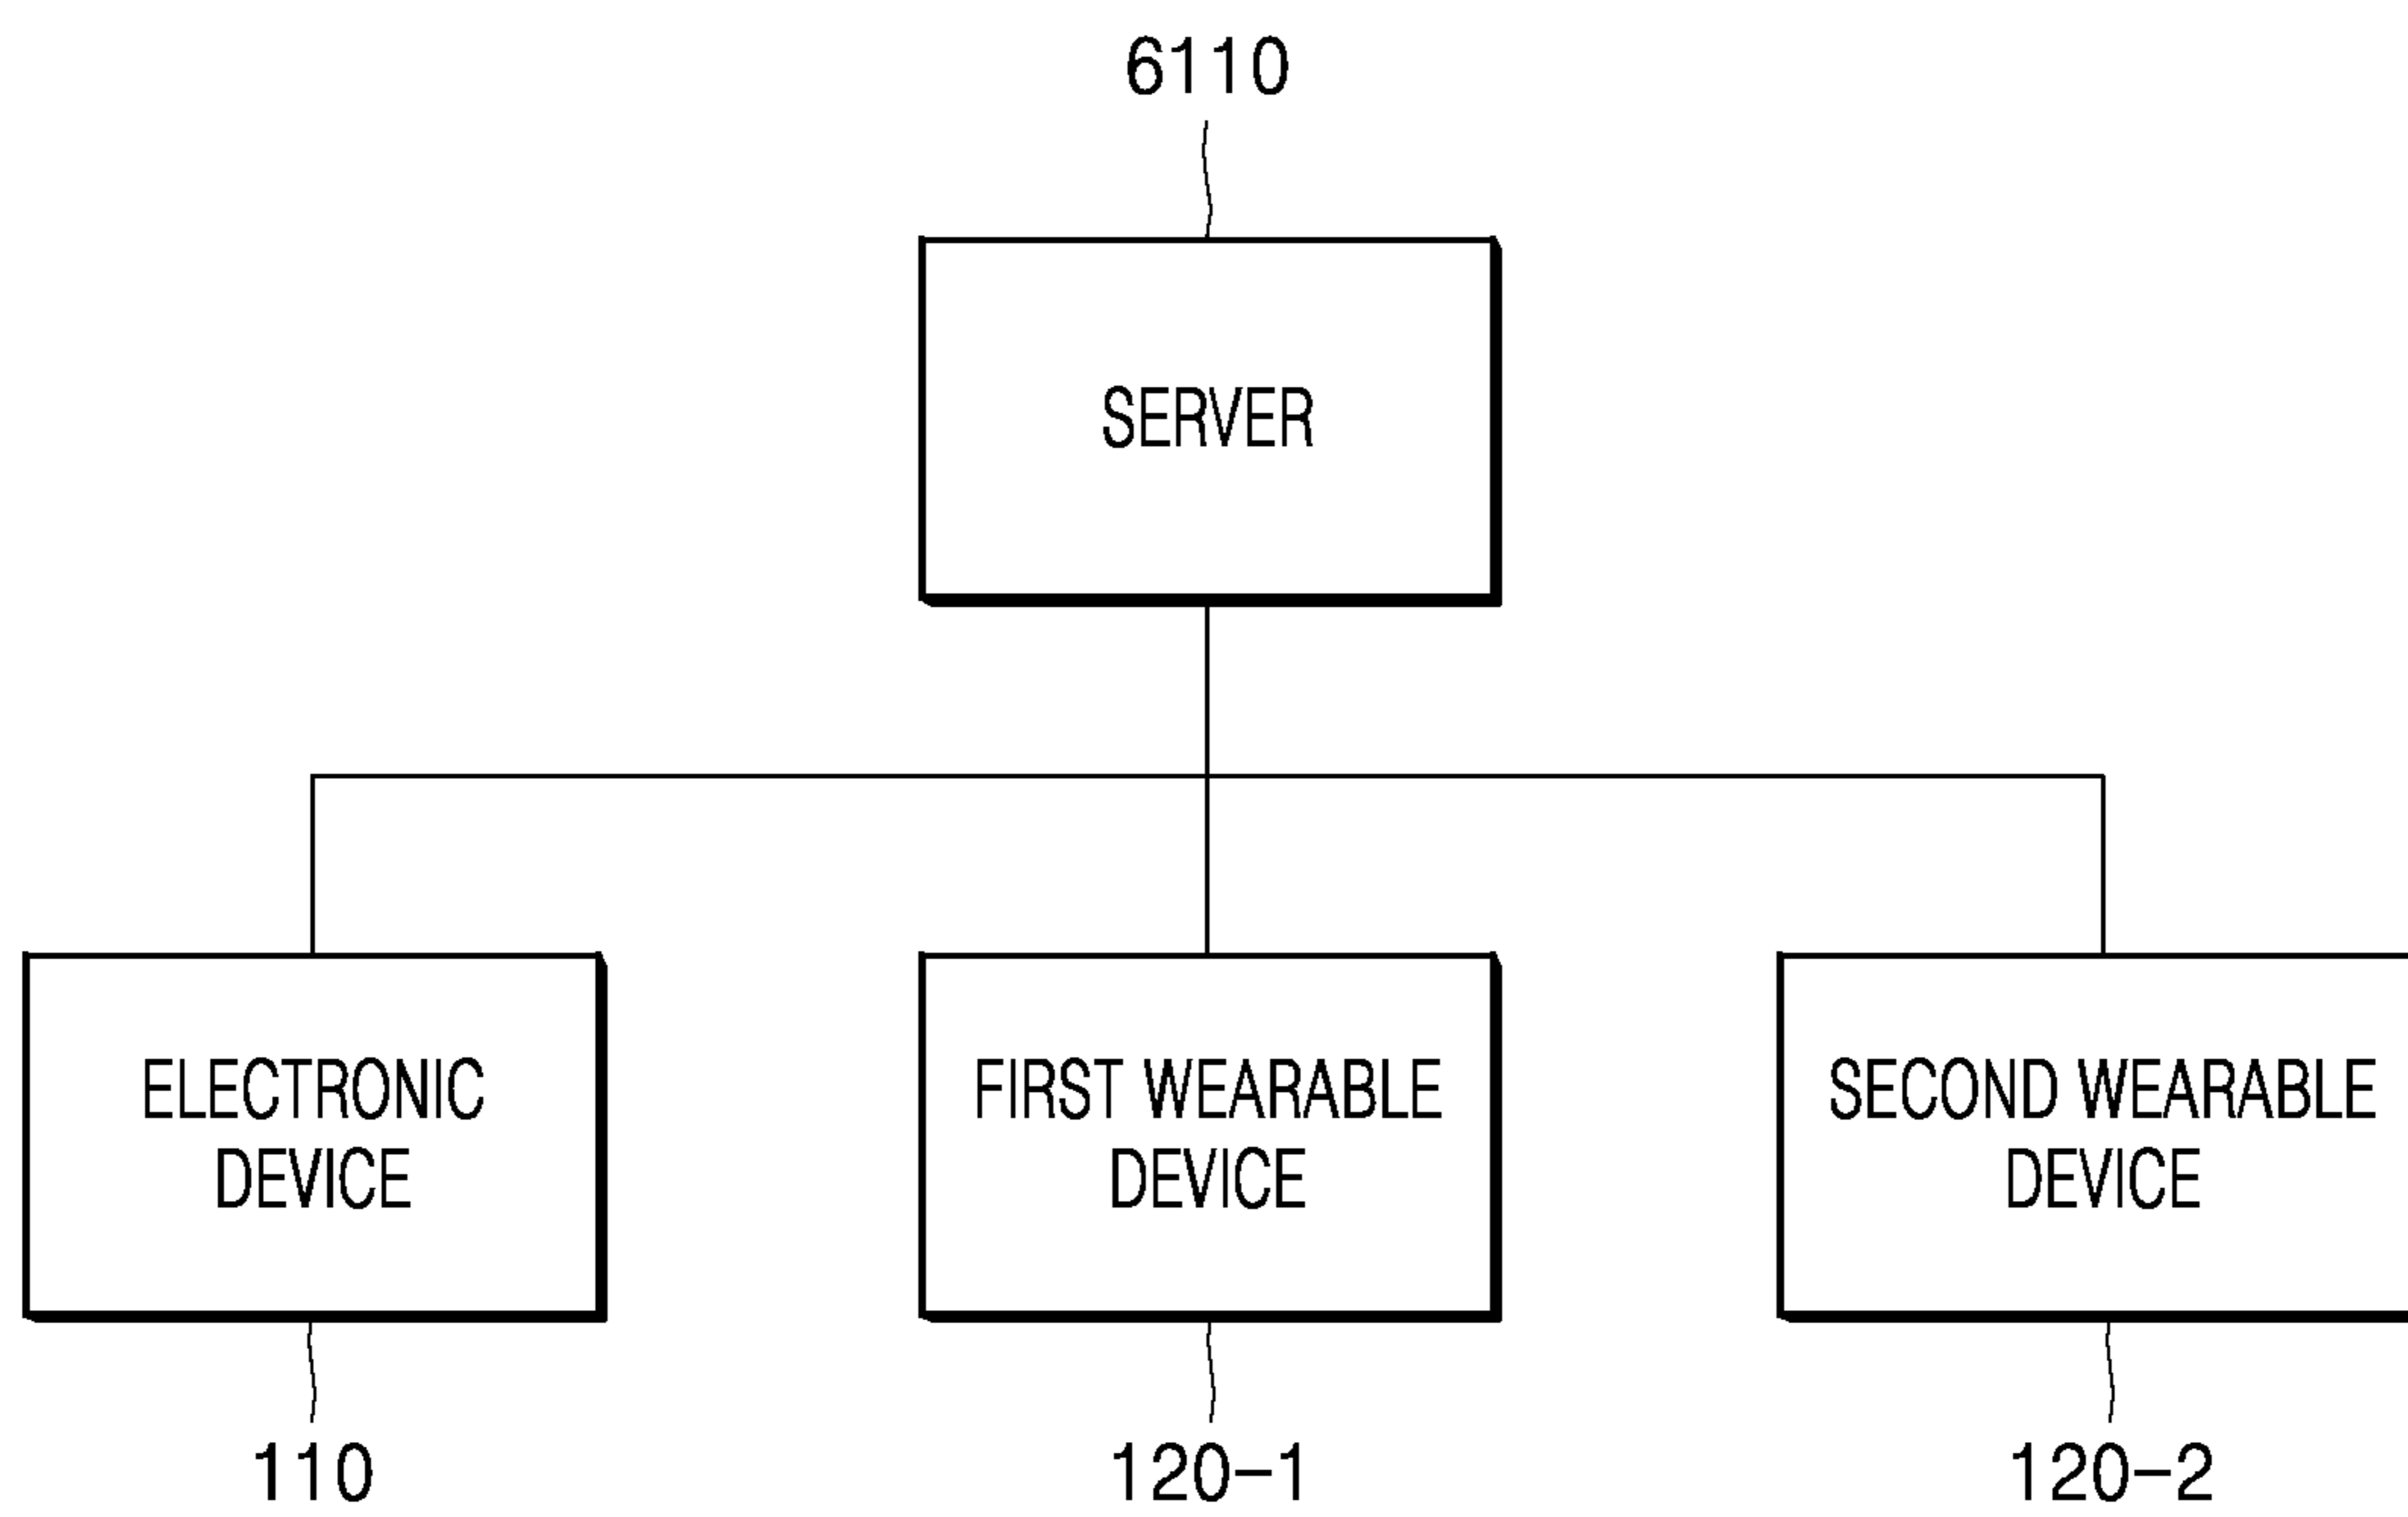 6110
SERVER
ELECTRONIC
DEVICE
FIRST WEARABLE
DEVICE
SECOND WEARABLE
DEVICE
110
120-1
120-2